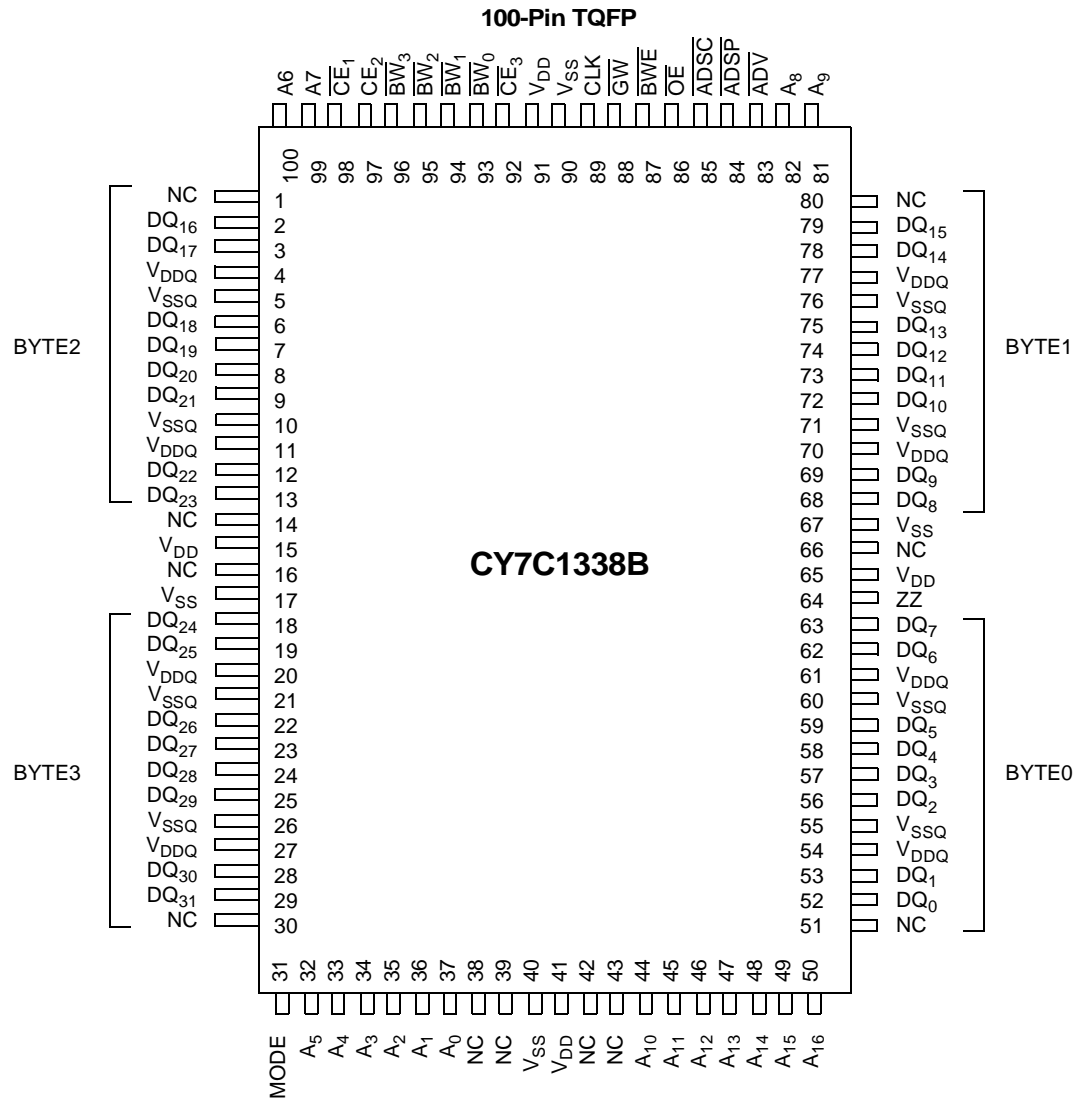 100-Pin TQFP
A6
A7
CE1
CE2
BW3
BW2
BW1
BW0
CE3
VDD
VSS
CLK
GW
BWE
OE
ADSC
ADSP
ADV
A8
A9
100
99
98
97
96
95
94
93
92
91
90
89
88
87
86
85
84
83
82
81
BYTE2
BYTE3
NC 1
DQ16 2
DQ17 3
VDDQ 4
VSSQ 5
DQ18 6
DQ19 7
DQ20 8
DQ21 9
VSSQ 10
VDDQ 11
DQ22 12
DQ23 13
NC 14
VDD 15
NC 16
VSS 17
DQ24 18
DQ25 19
VDDQ 20
VSSQ 21
DQ26 22
DQ27 23
DQ28 24
DQ29 25
VSSQ 26
VDDQ 27
DQ30 28
DQ31 29
NC 30
CY7C1338B
80 NC
79 DQ15
78 DQ14
77 VDDQ
76 VSSQ
75 DQ13
74 DQ12
73 DQ11
72 DQ10
71 VSSQ
70 VDDQ
69 DQ9
68 DQ8
67 VSS
66 NC
65 VDD
64 ZZ
63 DQ7
62 DQ6
61 VDDQ
60 VSSQ
59 DQ5
58 DQ4
57 DQ3
56 DQ2
55 VSSQ
54 VDDQ
53 DQ1
52 DQ0
51 NC
BYTE1
BYTE0
31
32
33
34
35
36
37
38
39
40
41
42
43
44
45
46
47
48
49
50
MODE
A5
A4
A3
A2
A1
A0
NC
NC
VSS
VDD
NC
NC
A10
A11
A12
A13
A14
A15
A16